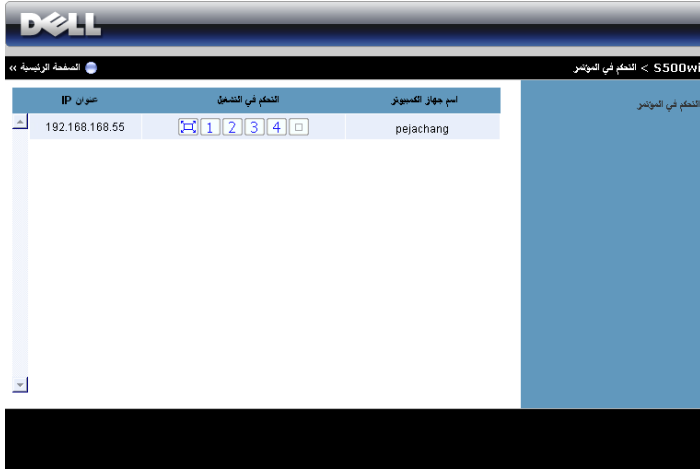 DELL
S500wi > التحكم في المؤتمر
الصفحة الرئيسية »
التحكم في المؤتمر
اسم جهاز الكمبيوتر التحكم في التشغيل عنوان IP
pejachang 1 2 3 4 192.168.168.55